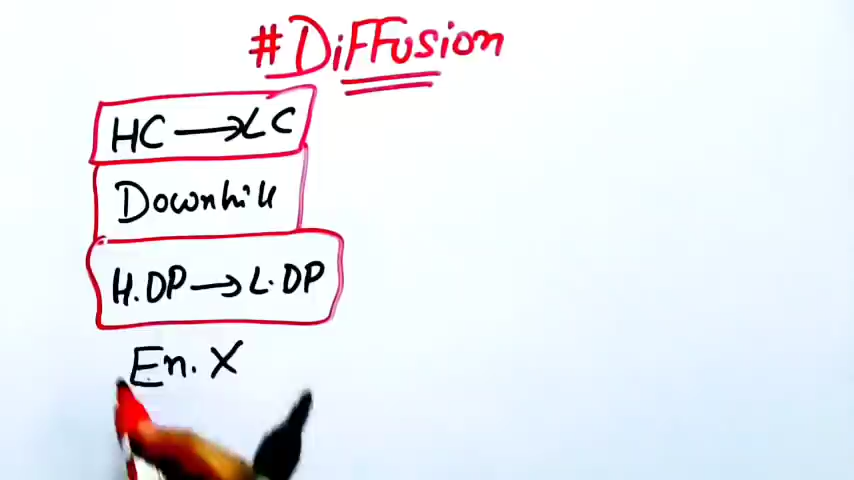 #DiFFusion
HC → LC
Downhill
H.DP → L.DP
En. X